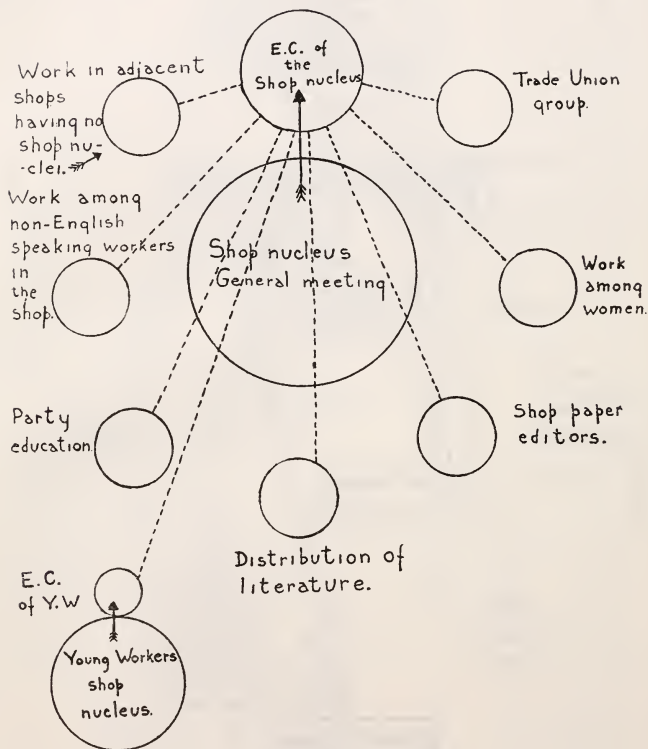 E.C. of
the
Shop nucleus
Work in adjacent
shops
having no
shop nu-
-clei.
Trade Union
group.
Work among
non-English
speaking workers
in
the
shop.
Shop nucleus
General meeting
Work
among
women.
Party
education
Shop paper
editors.
Distribution of
literature.
E.C.
of Y.W
Young Workers
shop
nucleus.